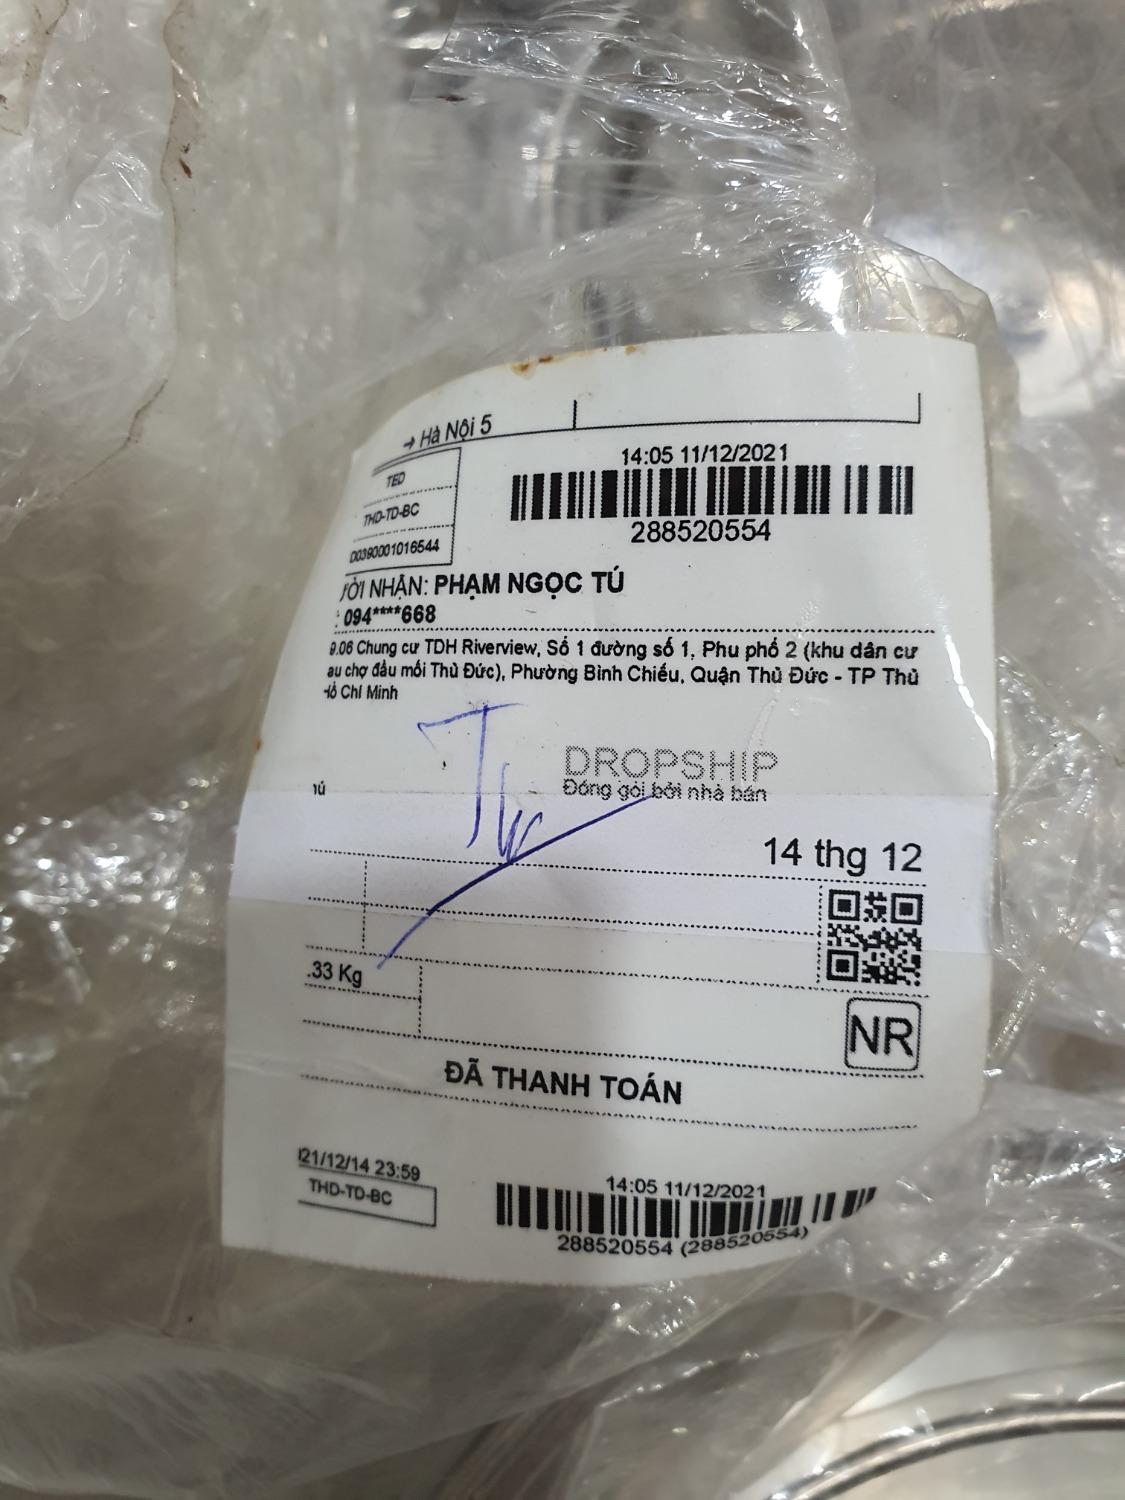 → Hà Nội 5
14:05 11/12/2021
TED
THD-TD-BC
D0390001016544
288520554
ƯỜI NHẬN: PHẠM NGỌC TÚ
: 094****668
9.06 Chung cư TDH Riverview, Số 1 đường số 1, Phu phố 2 (khu dân cư
au chợ đầu mối Thủ Đức), Phường Bình Chiểu, Quận Thủ Đức - TP Thủ
Hồ Chí Minh
DROPSHIP
Đóng gói bởi nhà bán
14 thg 12
.33 Kg
NR
ĐÃ THANH TOÁN
021/12/14 23:59
THD-TD-BC
14:05 11/12/2021
288520554 (288520554)